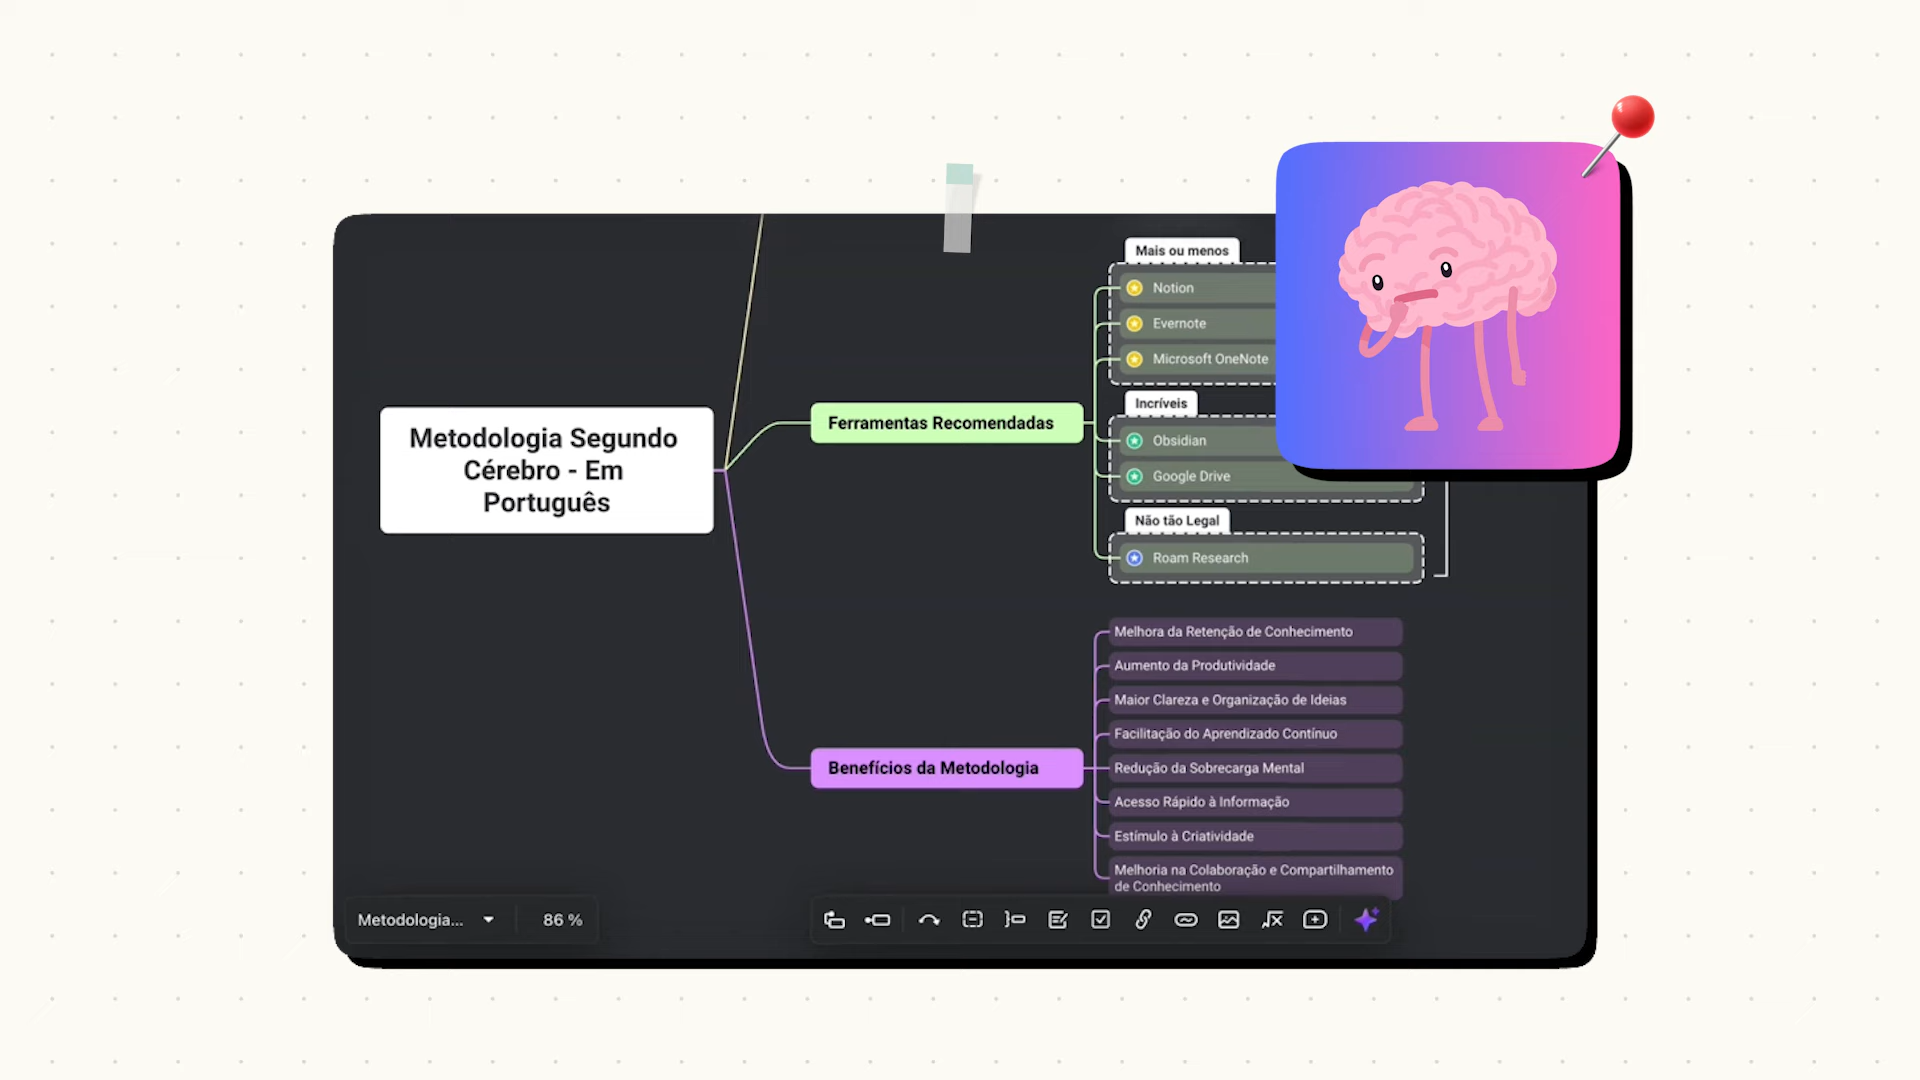 Metodologia Segundo
Cérebro - Em
Português
Ferramentas Recomendadas
Mais ou menos
Notion
Evernote
Microsoft OneNote
Incríveis
Obsidian
Google Drive
Não tão Legal
Roam Research
Benefícios da Metodologia
Melhora da Retenção de Conhecimento
Aumento da Produtividade
Maior Clareza e Organização de Ideias
Facilitação do Aprendizado Contínuo
Redução da Sobrecarga Mental
Acesso Rápido à Informação
Estímulo à Criatividade
Melhoria na Colaboração e Compartilhamento
de Conhecimento
Metodologia...
86 %